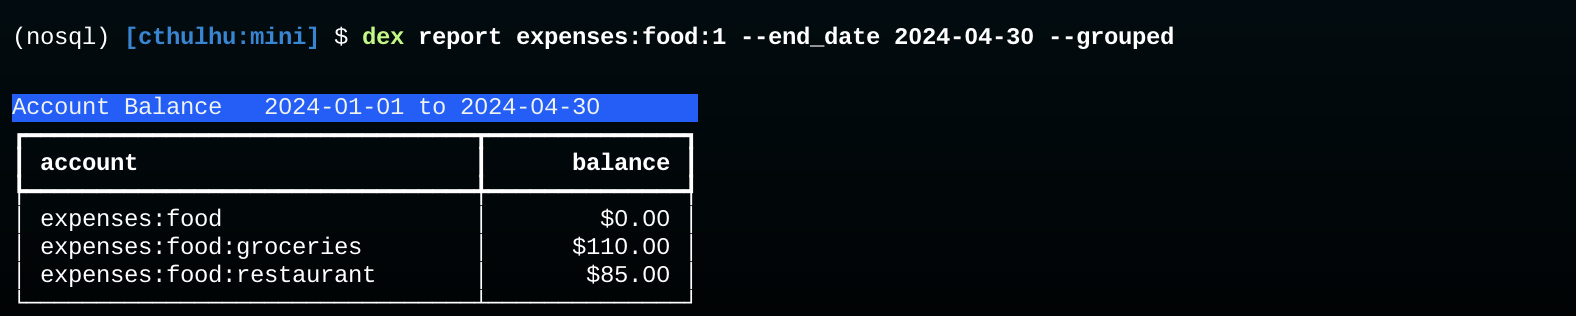 (nosql) [cthulhu:mini] $ dex report expenses:food:1 --end_date 2024-04-30 --grouped
Account Balance   2024-01-01 to 2024-04-30
account   balance
expenses:food   $0.00
expenses:food:groceries   $110.00
expenses:food:restaurant   $85.00